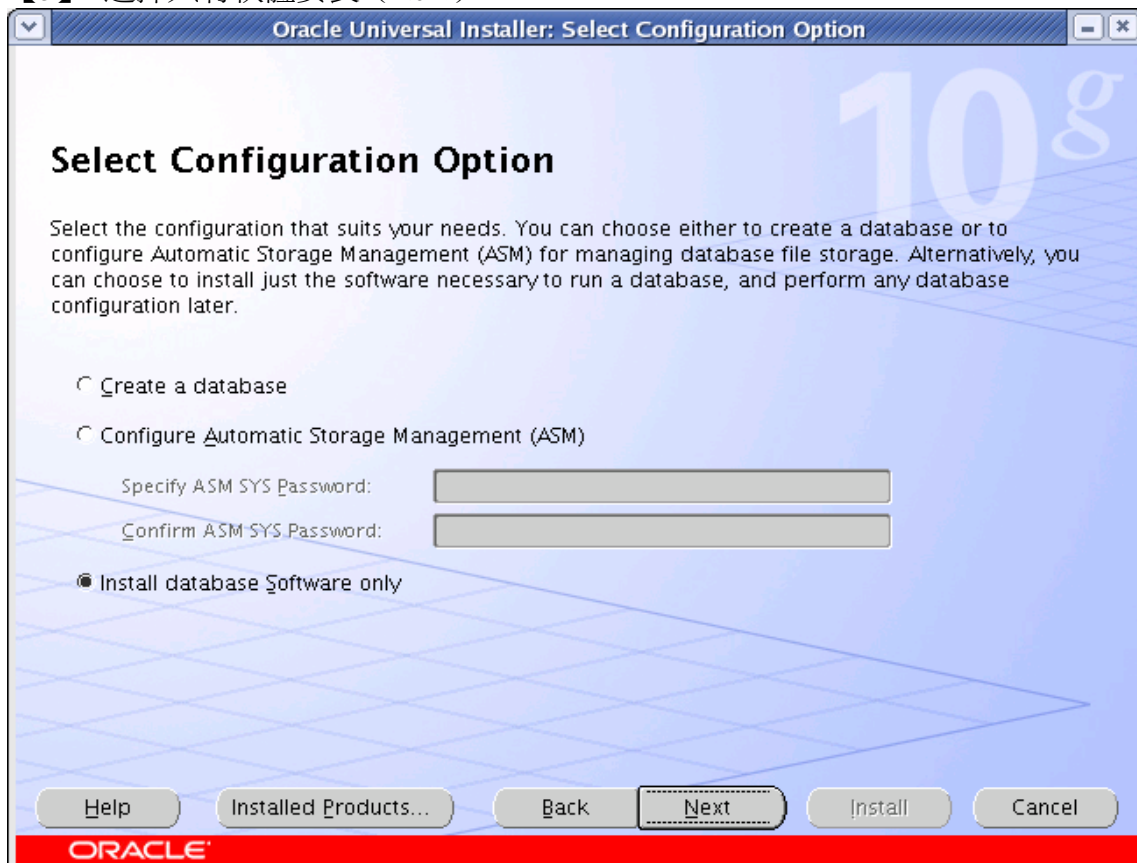 Oracle Universal Installer: Select Configuration Option
10g
Select Configuration Option
Select the configuration that suits your needs. You can choose either to create a database or to
configure Automatic Storage Management (ASM) for managing database file storage. Alternatively, you
can choose to install just the software necessary to run a database, and perform any database
configuration later.
Create a database
Configure Automatic Storage Management (ASM)
Specify ASM SYS Password:
Confirm ASM SYS Password:
Install database Software only
Help Installed Products... Back Next Install Cancel
ORACLE